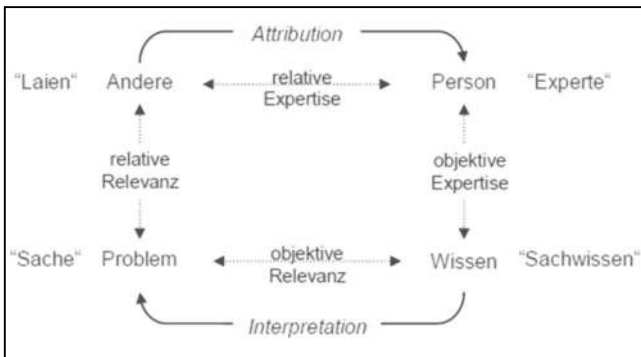 Attribution
"Laien" Andere relative Person "Experte"
Expertise
relative objektive
Relevanz Expertise
"Sache" Problem objektive Wissen "Sachwissen"
Relevanz
Interpretation